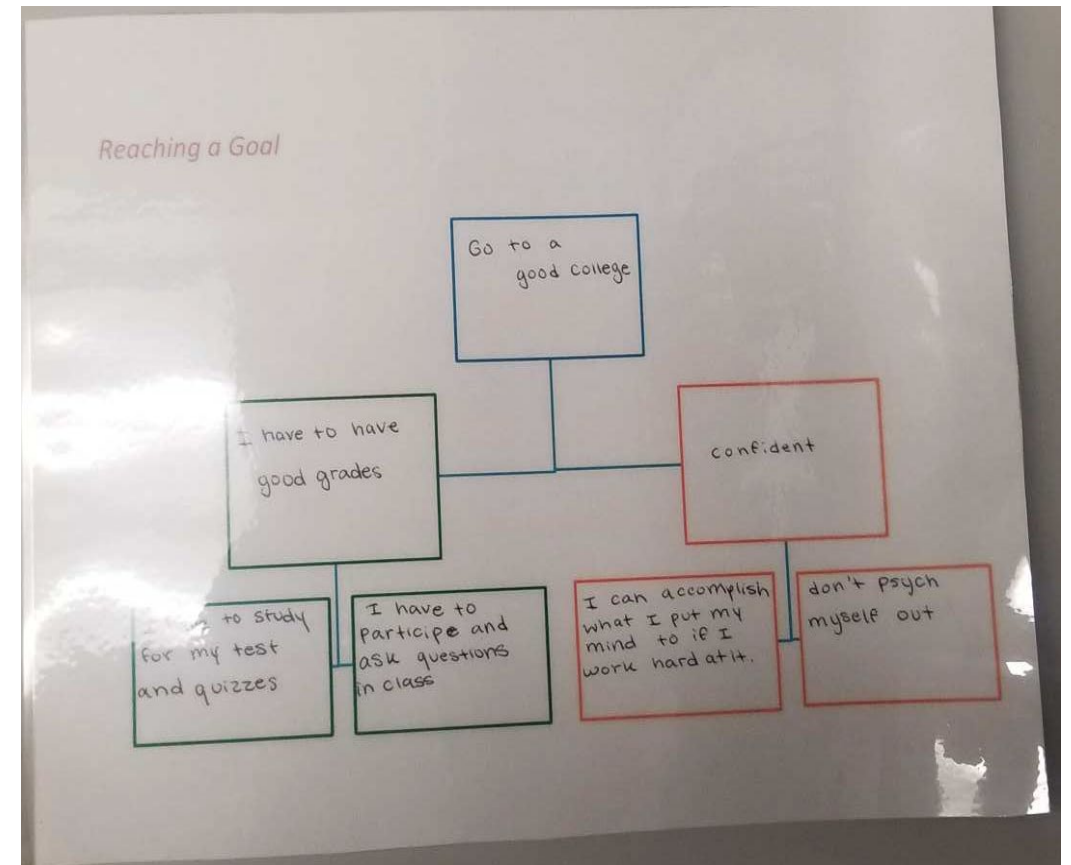 Reaching a Goal
Go to a
good college
I have to have
good grades
confident
to study
for my test
and quizzes
I have to
participe and
ask questions
in class
I can accomplish
what I put my
mind to if I
work hard at it.
don't psych
myself out